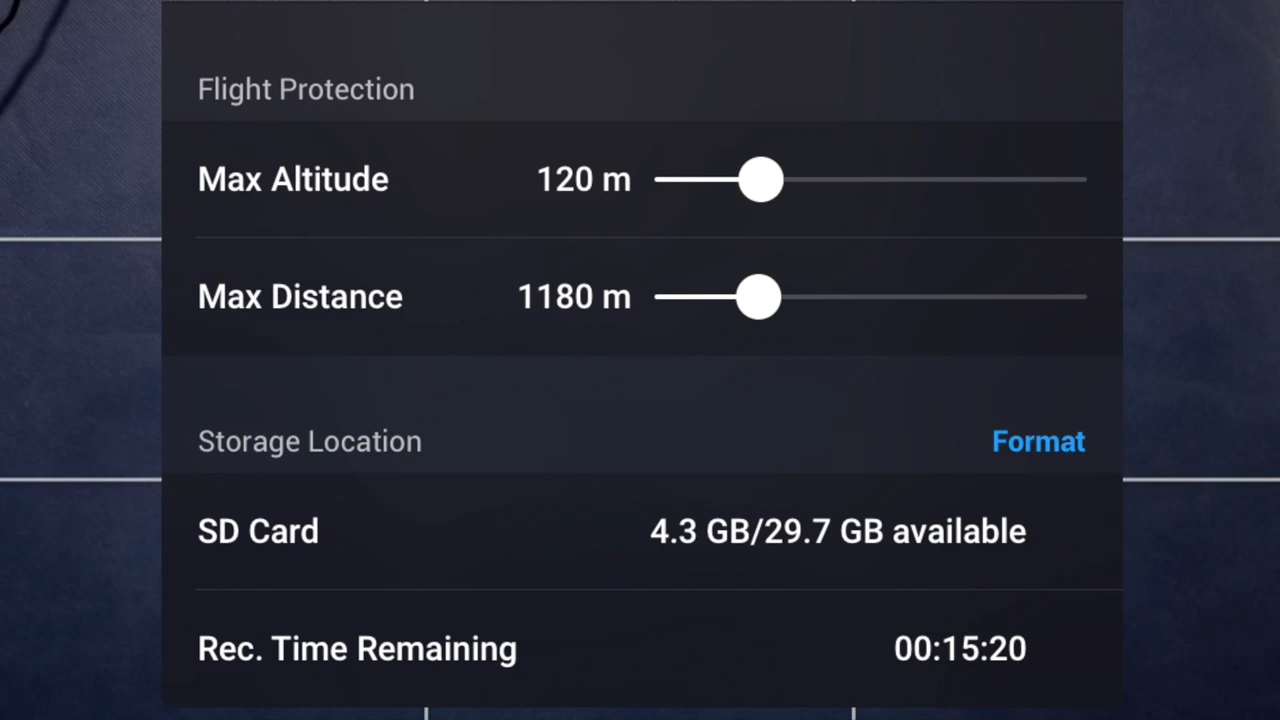 Flight Protection
Max Altitude 120 m
Max Distance 1180 m
Storage Location Format
SD Card 4.3 GB/29.7 GB available
Rec. Time Remaining 00:15:20